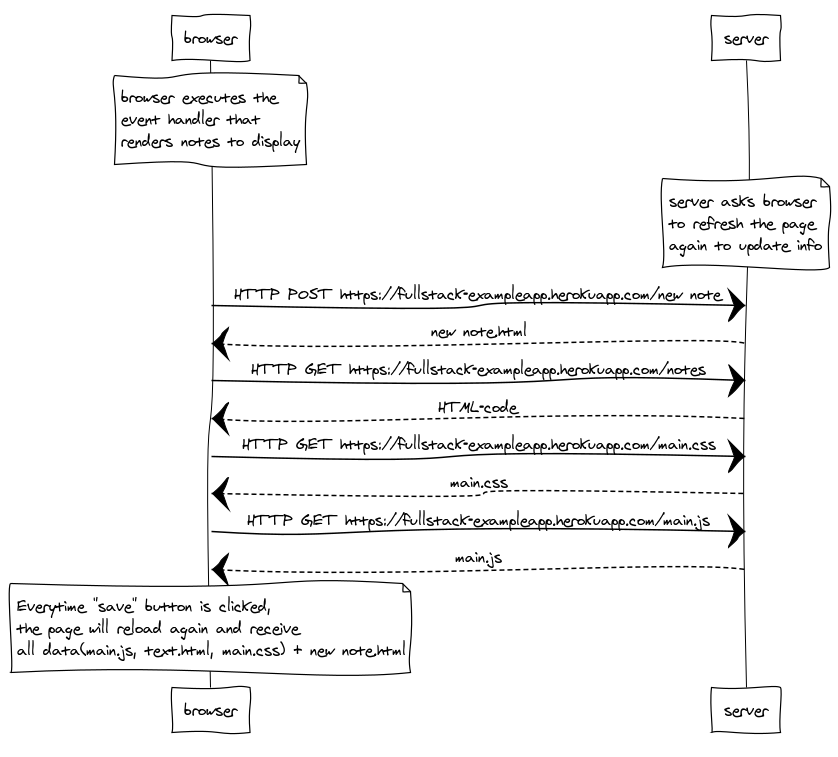 browser
server
browser executes the
event handler that
renders notes to display
server asks browser
to refresh the page
again to update info
HTTP POST https://fullstack-exampleapp.herokuapp.com/new note
new note.html
HTTP GET https://fullstack-exampleapp.herokuapp.com/notes
HTML-code
HTTP GET https://fullstack-exampleapp.herokuapp.com/main.css
main.css
HTTP GET https://fullstack-exampleapp.herokuapp.com/main.js
main.js
Everytime "save" button is clicked,
the page will reload again and receive
all data(main.js, text.html, main.css) + new note.html
browser
server